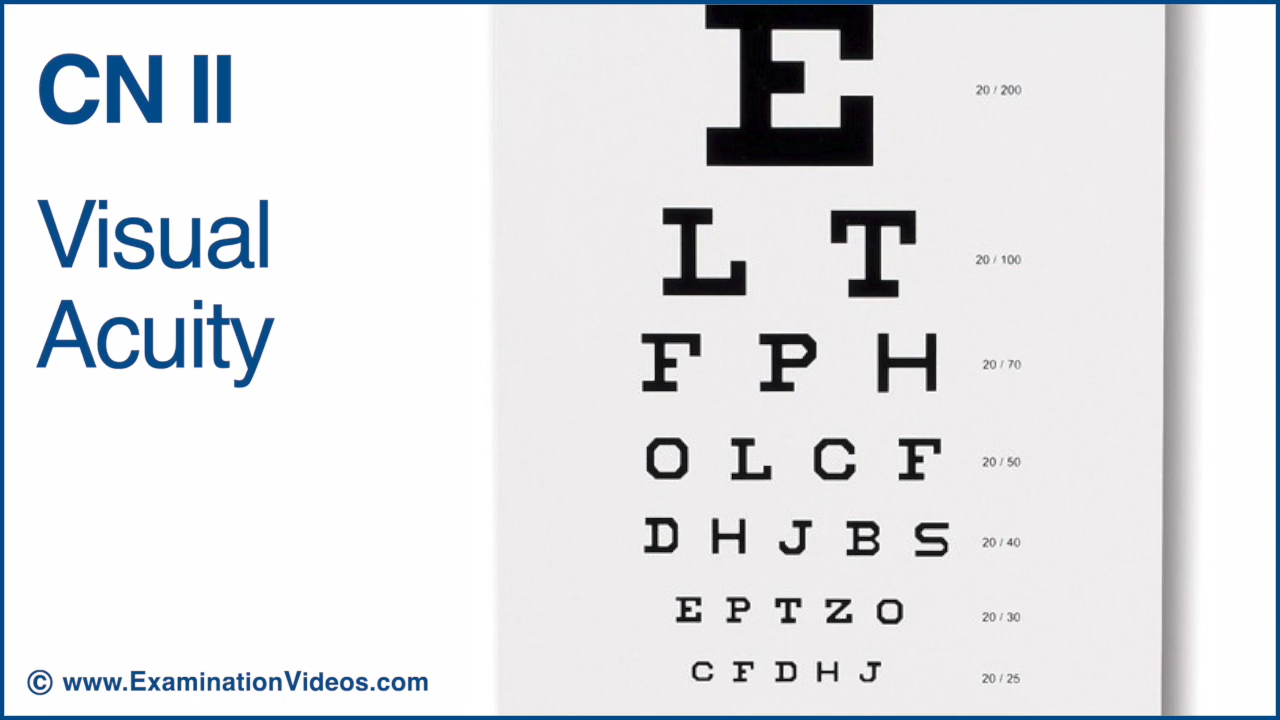 CN II
Visual
Acuity
E 20 / 200
L T 20 / 100
F P H 20 / 70
O L C F 20 / 50
D H J B S 20 / 40
E P T Z O 20 / 30
C F D H J 20 / 25
© www.ExaminationVideos.com